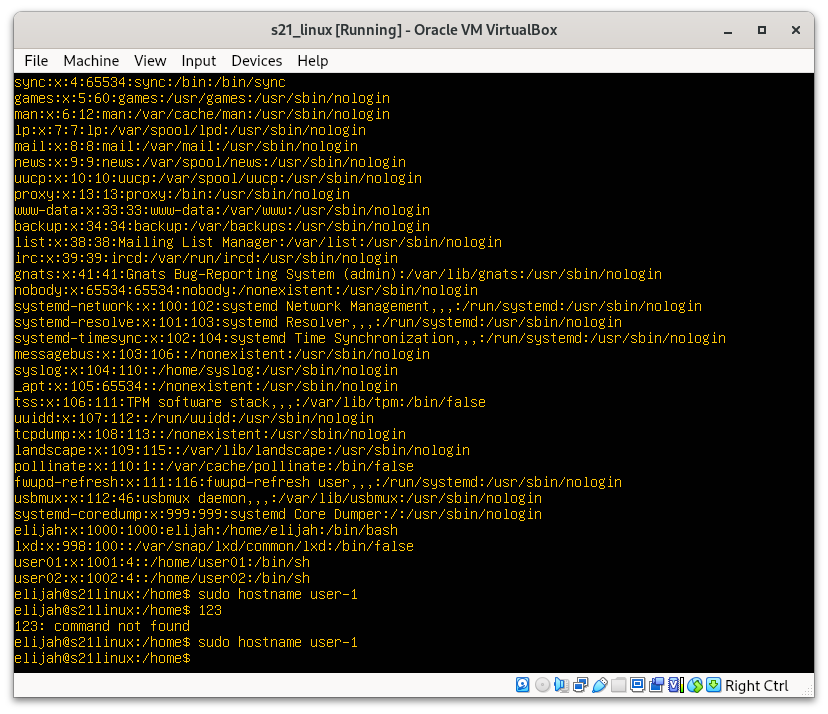 s21_linux [Running] - Oracle VM VirtualBox
File Machine View Input Devices Help
sync:x:4:65534:sync:/bin:/bin/sync
games:x:5:60:games:/usr/games:/usr/sbin/nologin
man:x:6:12:man:/var/cache/man:/usr/sbin/nologin
lp:x:7:7:lp:/var/spool/lpd:/usr/sbin/nologin
mail:x:8:8:mail:/var/mail:/usr/sbin/nologin
news:x:9:9:news:/var/spool/news:/usr/sbin/nologin
uucp:x:10:10:uucp:/var/spool/uucp:/usr/sbin/nologin
proxy:x:13:13:proxy:/bin:/usr/sbin/nologin
www-data:x:33:33:www-data:/var/www:/usr/sbin/nologin
backup:x:34:34:backup:/var/backups:/usr/sbin/nologin
list:x:38:38:Mailing List Manager:/var/list:/usr/sbin/nologin
irc:x:39:39:ircd:/var/run/ircd:/usr/sbin/nologin
gnats:x:41:41:Gnats Bug-Reporting System (admin):/var/lib/gnats:/usr/sbin/nologin
nobody:x:65534:65534:nobody:/nonexistent:/usr/sbin/nologin
systemd-network:x:100:102:systemd Network Management,,,:/run/systemd:/usr/sbin/nologin
systemd-resolve:x:101:103:systemd Resolver,,,:/run/systemd:/usr/sbin/nologin
systemd-timesync:x:102:104:systemd Time Synchronization,,,:/run/systemd:/usr/sbin/nologin
messagebus:x:103:106::/nonexistent:/usr/sbin/nologin
syslog:x:104:110::/home/syslog:/usr/sbin/nologin
_apt:x:105:65534::/nonexistent:/usr/sbin/nologin
tss:x:106:111:TPM software stack,,,:/var/lib/tpm:/bin/false
uuidd:x:107:112::/run/uuidd:/usr/sbin/nologin
tcpdump:x:108:113::/nonexistent:/usr/sbin/nologin
landscape:x:109:115::/var/lib/landscape:/usr/sbin/nologin
pollinate:x:110:1::/var/cache/pollinate:/bin/false
fwupd-refresh:x:111:116:fwupd-refresh user,,,:/run/systemd:/usr/sbin/nologin
usbmux:x:112:46:usbmux daemon,,,:/var/lib/usbmux:/usr/sbin/nologin
systemd-coredump:x:999:999:systemd Core Dumper:/:/usr/sbin/nologin
elijah:x:1000:1000:elijah:/home/elijah:/bin/bash
lxd:x:998:100::/var/snap/lxd/common/lxd:/bin/false
user01:x:1001:4::/home/user01:/bin/sh
user02:x:1002:4::/home/user02:/bin/sh
elijah@s21linux:/home$ sudo hostname user-1
elijah@s21linux:/home$ 123
123: command not found
elijah@s21linux:/home$ sudo hostname user-1
elijah@s21linux:/home$
Right Ctrl